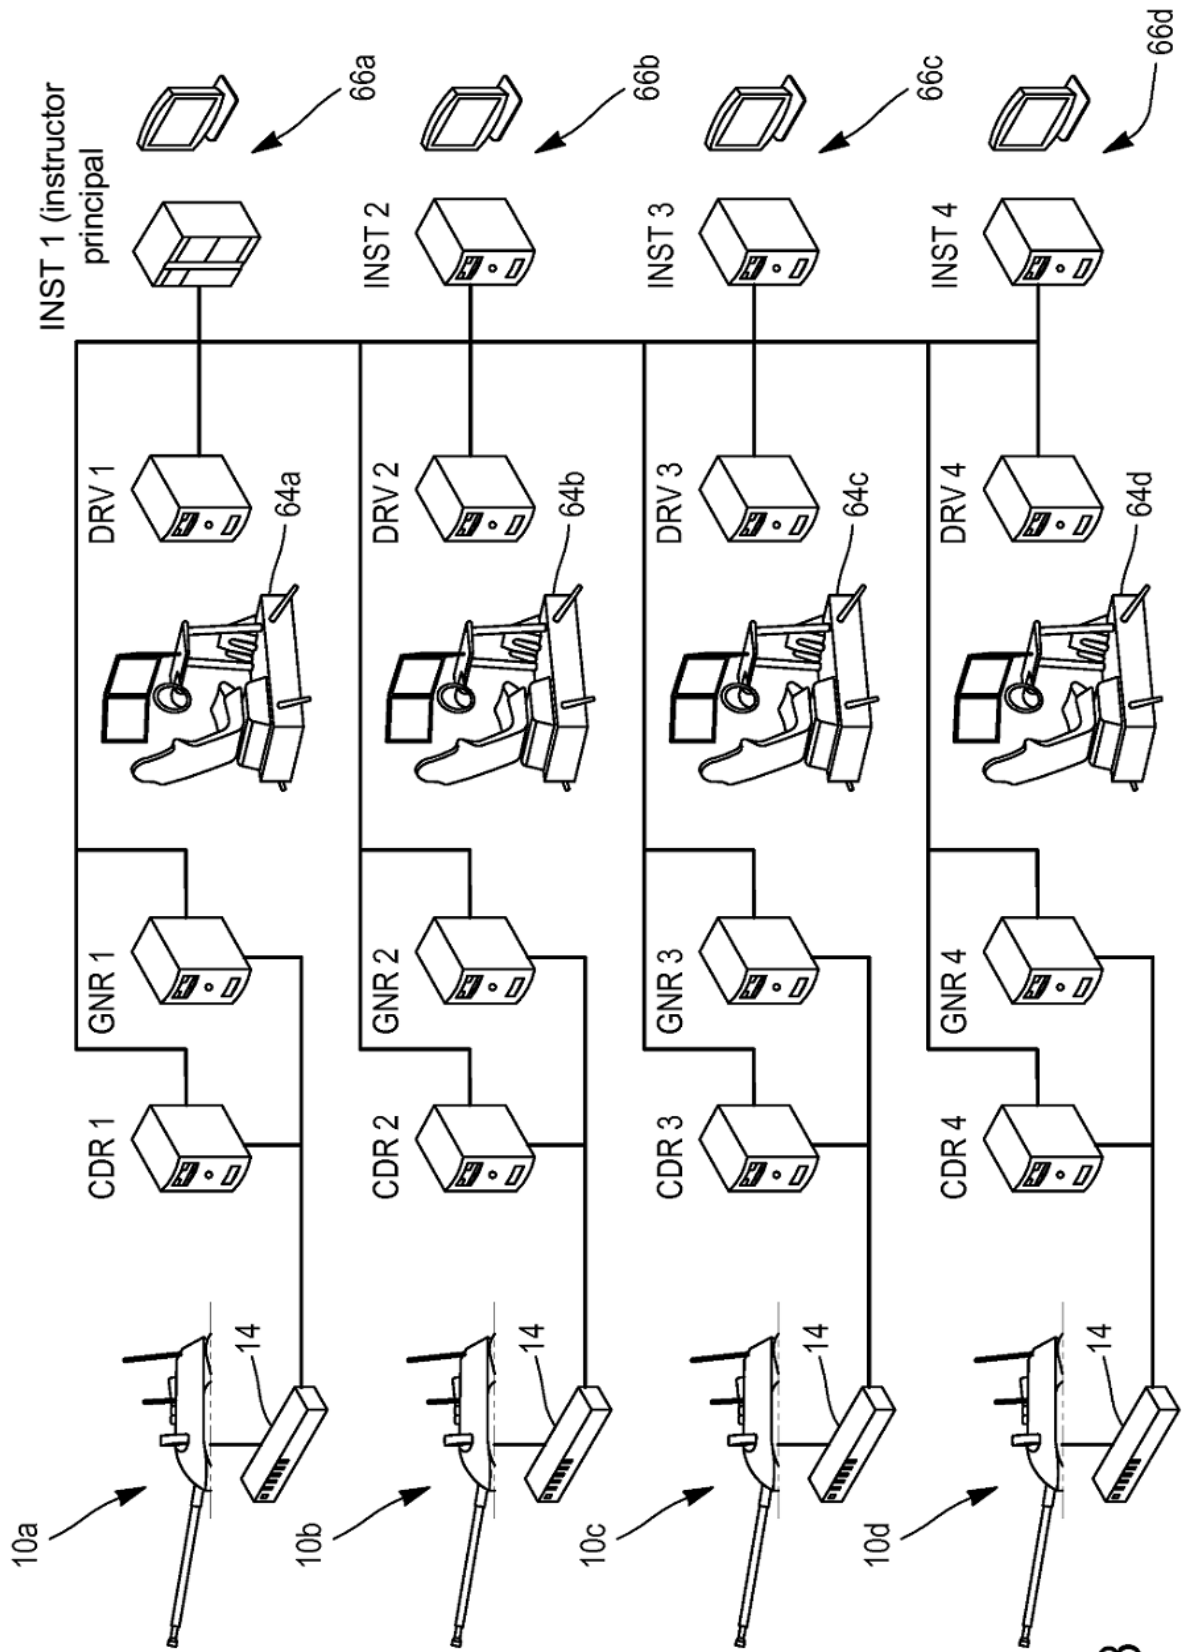 INST 1 (instructor
principal
66a
DRV 1
64a
GNR 1
CDR 1
14
10a
INST 2
66b
DRV 2
64b
GNR 2
CDR 2
14
10b
INST 3
66c
DRV 3
64c
GNR 3
CDR 3
14
10c
INST 4
66d
DRV 4
64d
GNR 4
CDR 4
14
10d